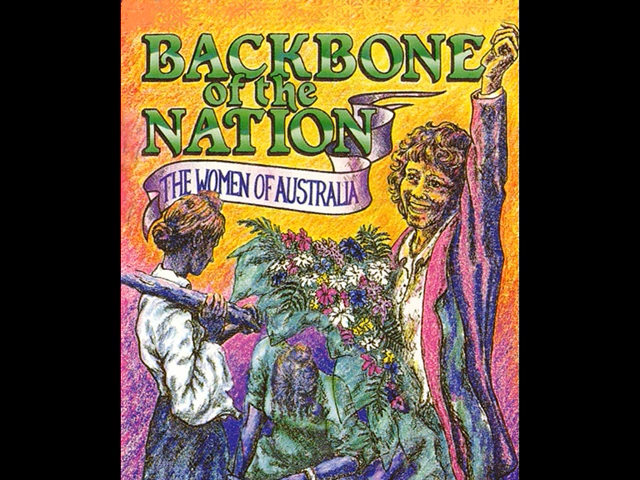 BACKBONE
of the
NATION
THE WOMEN OF AUSTRALIA